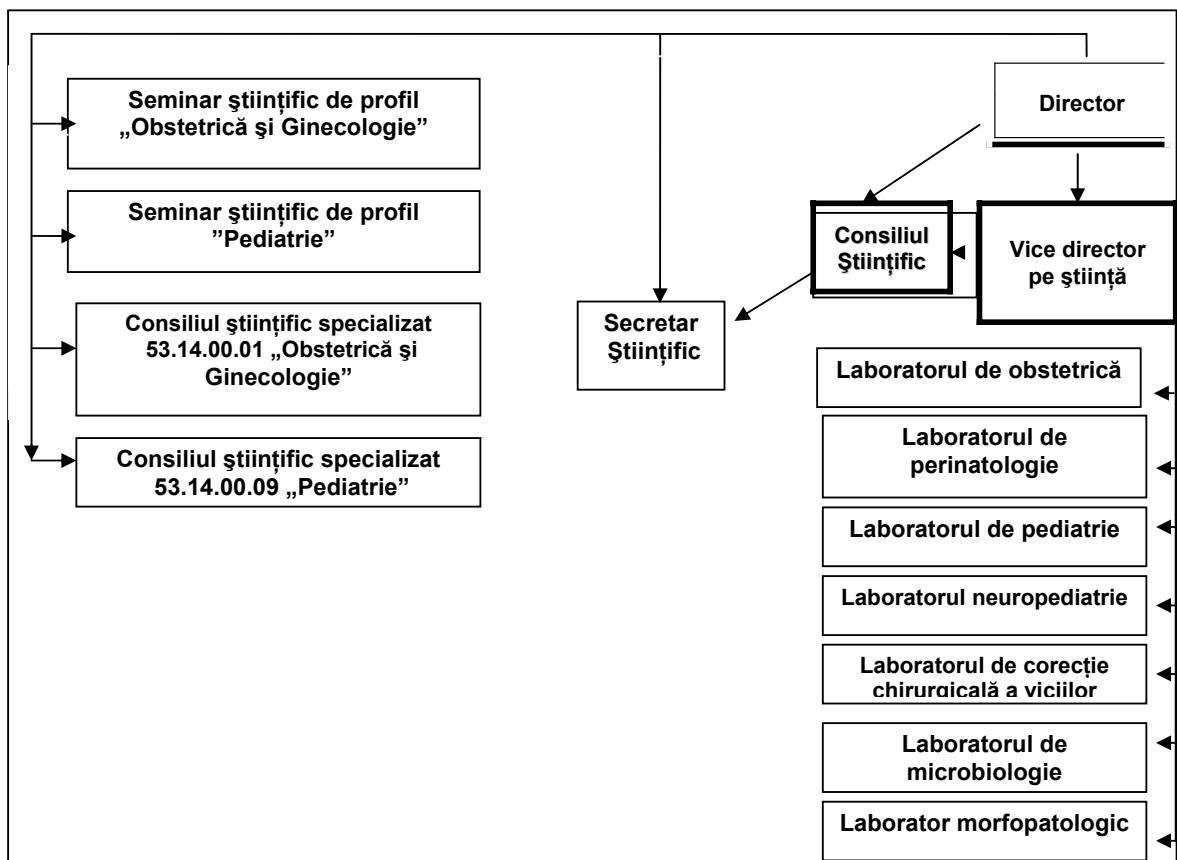 Seminar ştiinţific de profil
„Obstetrică şi Ginecologie”
Seminar ştiinţific de profil
”Pediatrie”
Consiliul ştiinţific specializat
53.14.00.01 „Obstetrică şi
Ginecologie”
Consiliul ştiinţific specializat
53.14.00.09 „Pediatrie”
Secretar
Ştiinţific
Director
Consiliul
Ştiinţific
Vice director
pe ştiinţă
Laboratorul de obstetrică
Laboratorul de
perinatologie
Laboratorul de pediatrie
Laboratorul neuropediatrie
Laboratorul de corecţie
chirurgicală a viciilor
Laboratorul de
microbiologie
Laborator morfopatologic